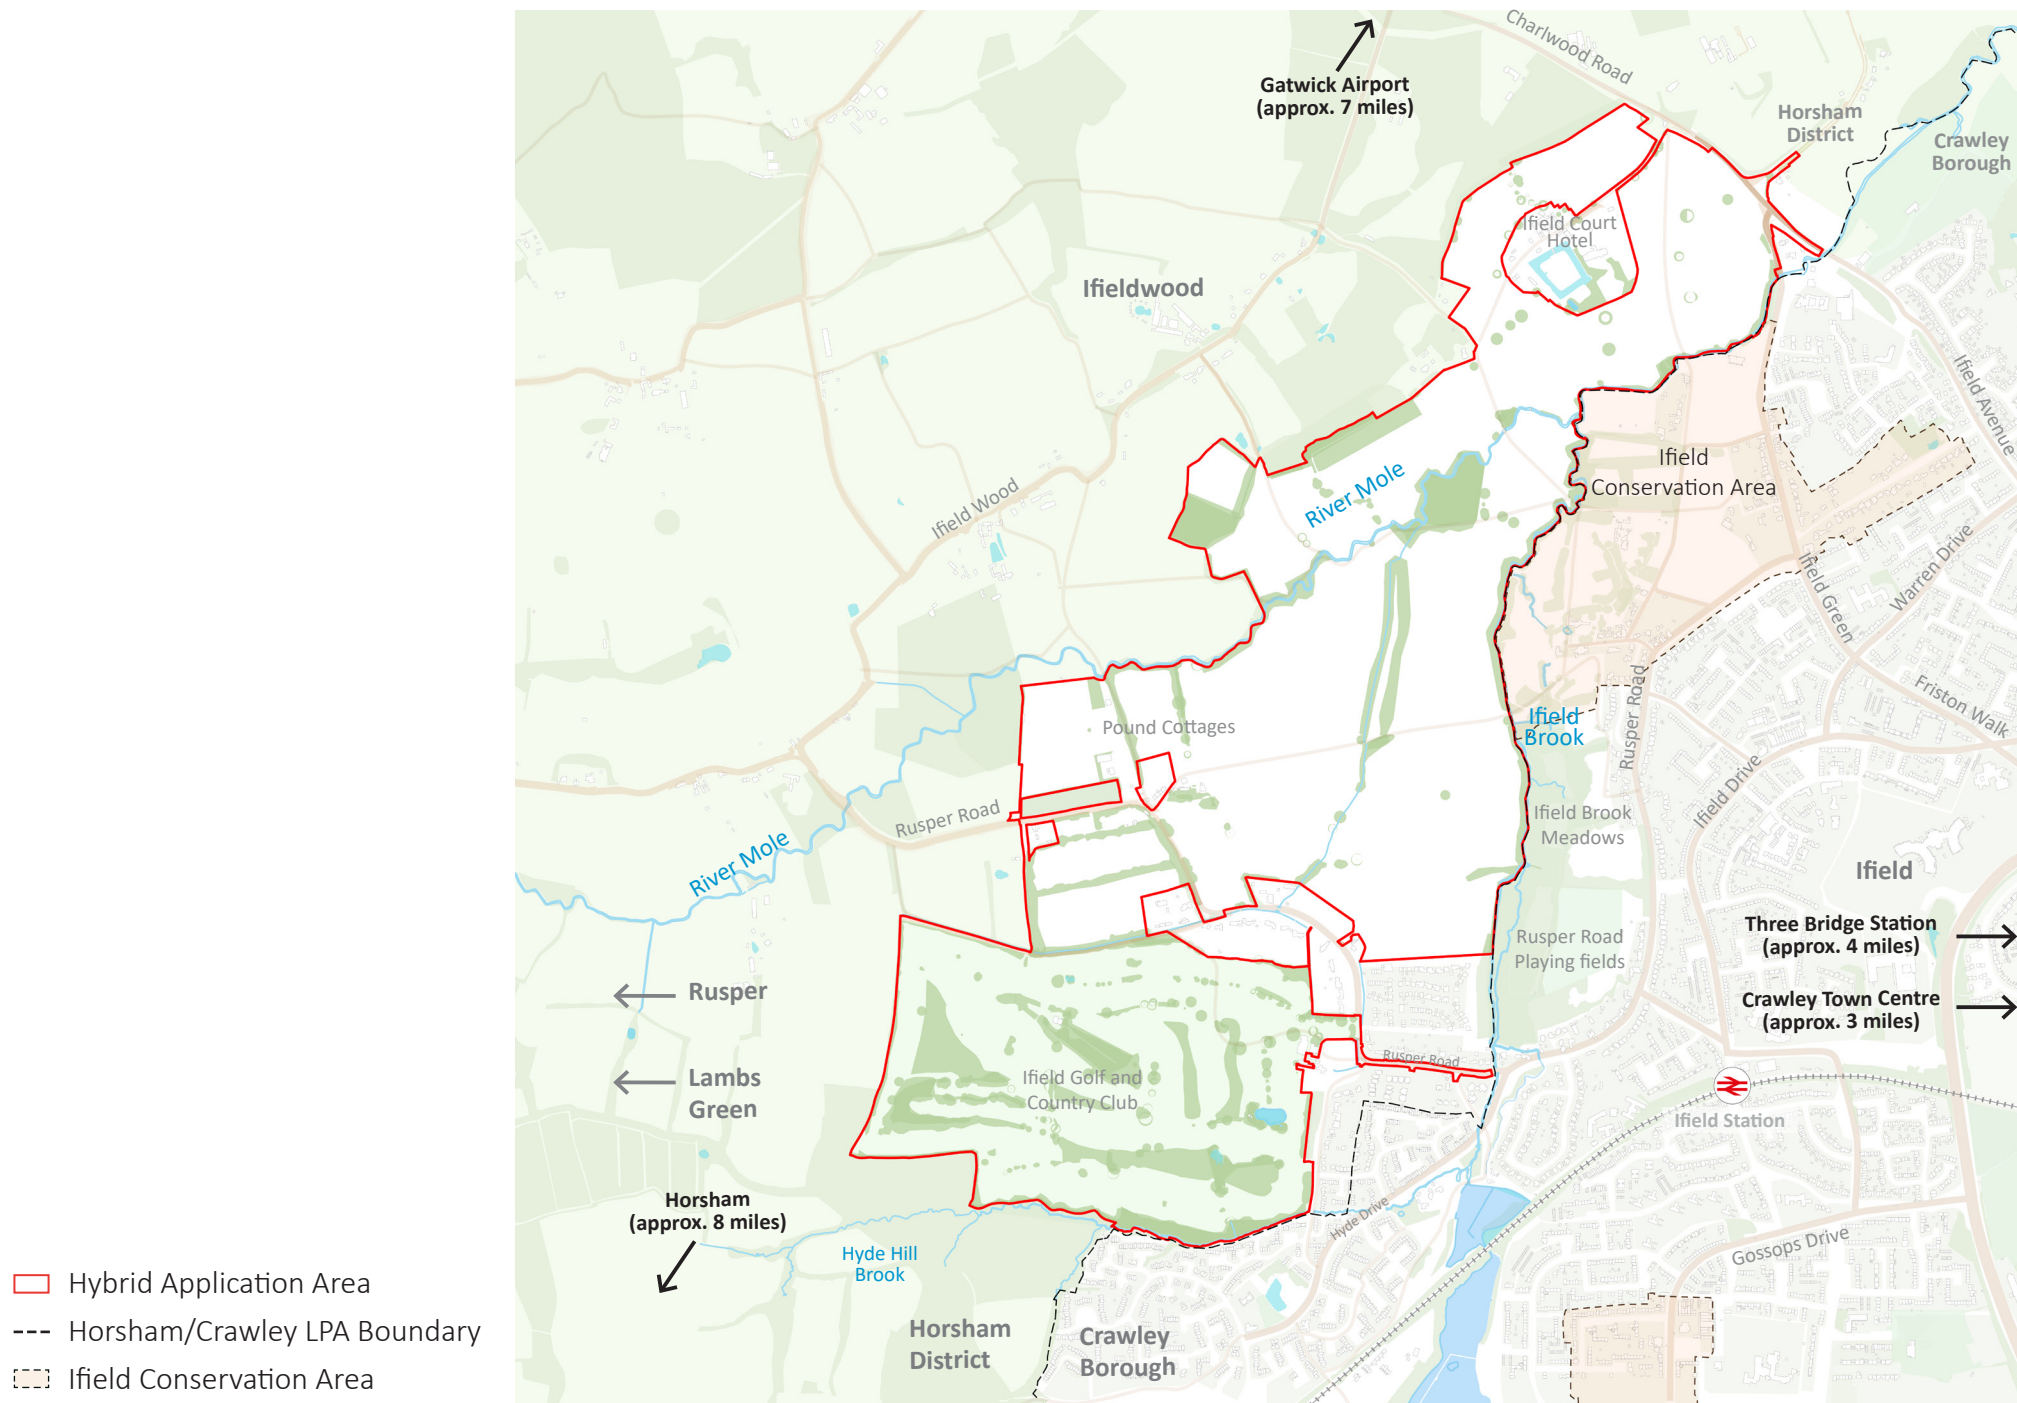 Charlwood Road
Gatwick Airport
(approx. 7 miles)
Horsham
District
Crawley
Borough
Ifield Court
Hotel
Ifieldwood
Ifield Avenue
Ifield
Conservation Area
River Mole
Ifield Wood
Warren Drive
Ifield Green
Rusper Road
Friston Walk
Ifield
Brook
Pound Cottages
Ifield Drive
Ifield Brook
Meadows
Rusper Road
River Mole
Ifield
Three Bridge Station
(approx. 4 miles)
Rusper Road
Playing fields
Crawley Town Centre
(approx. 3 miles)
Rusper
Lambs
Green
Rusper Road
Ifield Golf and
Country Club
Ifield Station
Horsham
(approx. 8 miles)
Hyde Drive
Gossops Drive
Hyde Hill
Brook
Horsham
District
Crawley
Borough
Hybrid Application Area
Horsham/Crawley LPA Boundary
Ifield Conservation Area